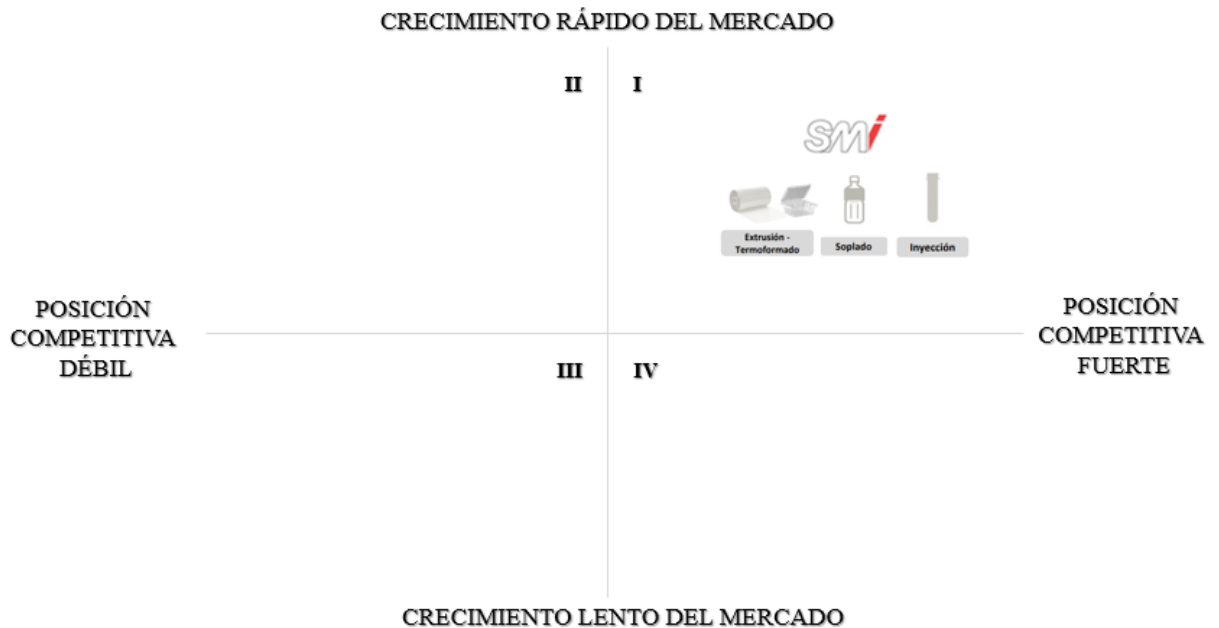 CRECIMIENTO RÁPIDO DEL MERCADO
II
I
SMi
Extrusión -
Termoformado
Soplado
Inyección
POSICIÓN
COMPETITIVA
DÉBIL
POSICIÓN
COMPETITIVA
FUERTE
III
IV
CRECIMIENTO LENTO DEL MERCADO